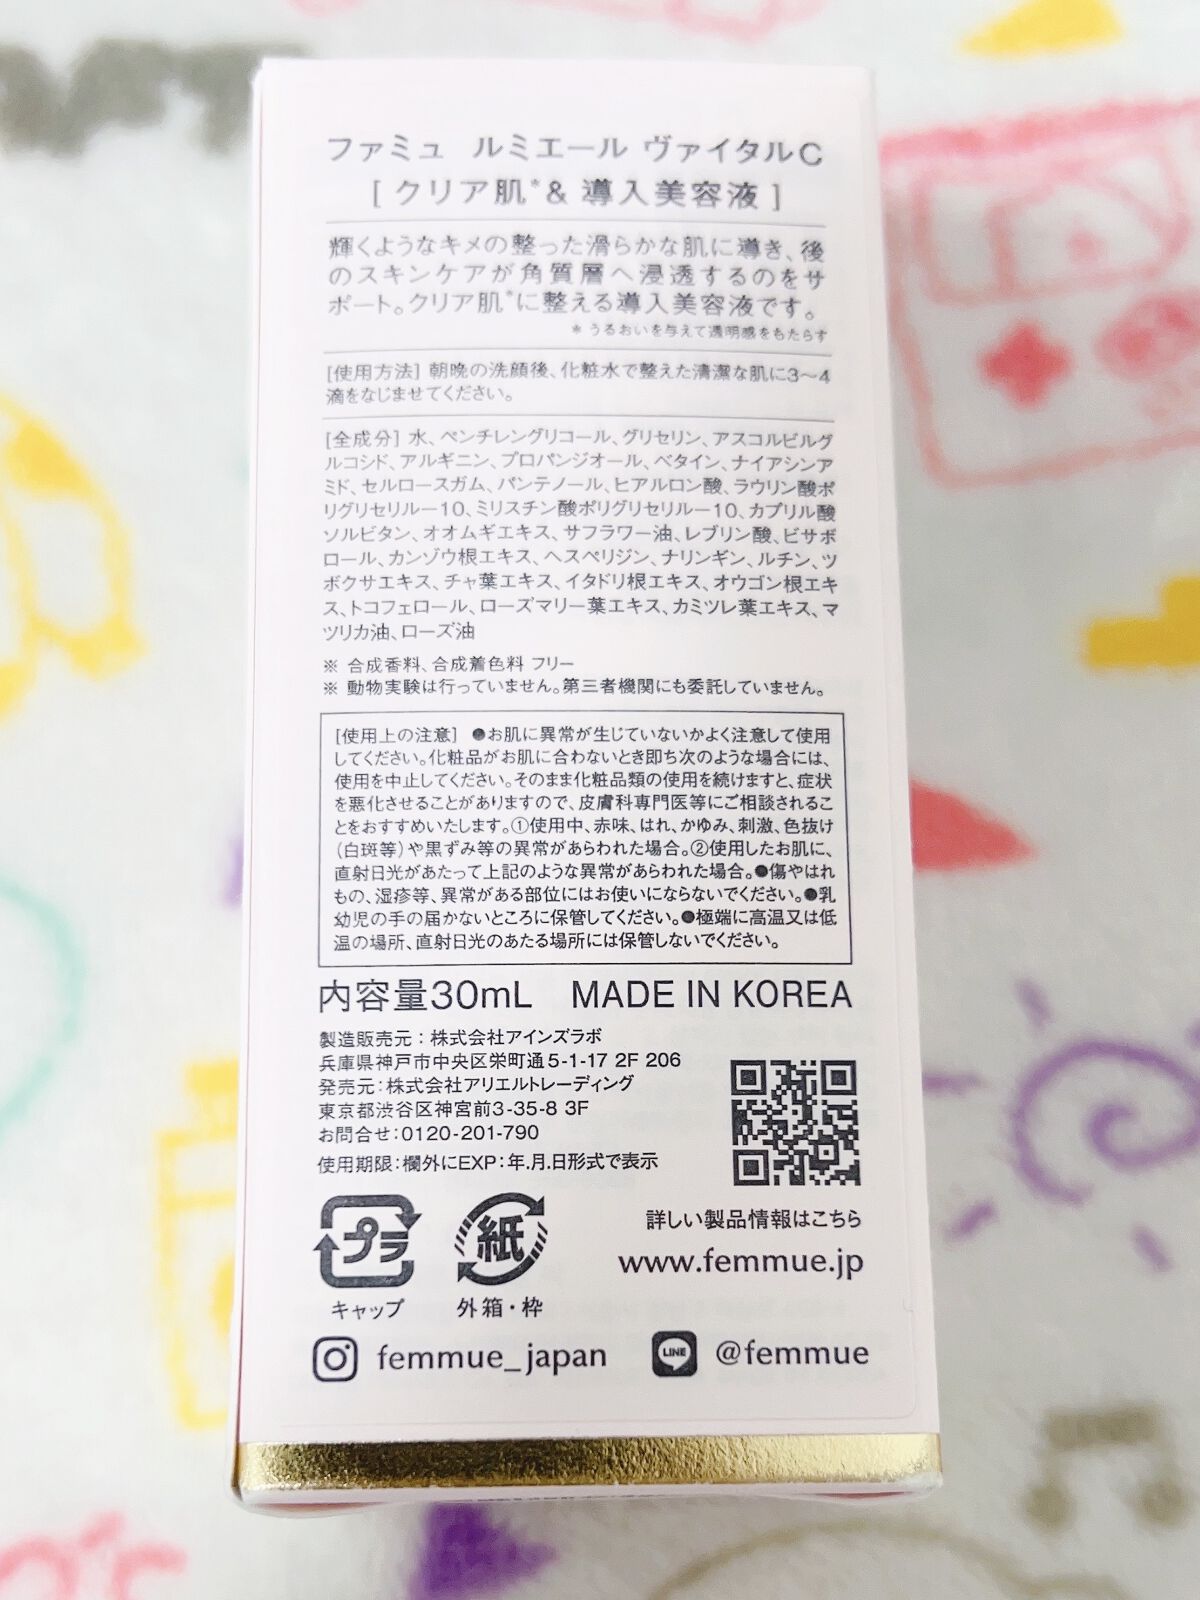 ファミュ ルミエール ヴァイタルC
[ クリア肌*& 導入美容液 ]
輝くようなキメの整った滑らかな肌に導き、後
のスキンケアが角質層へ浸透するのをサ
ポート。クリア肌*に整える導入美容液です。
* うるおいを与えて透明感をもたらす
[使用方法] 朝晩の洗顔後、化粧水で整えた清潔な肌に3〜4
滴をなじませてください。
[全成分] 水、ペンチレングリコール、グリセリン、アスコルビルグ
ルコシド、アルギニン、プロパンジオール、ベタイン、ナイアシンア
ミド、セルロースガム、パンテノール、ヒアルロン酸、ラウリン酸ポ
リグリセリル−10、ミリスチン酸ポリグリセリル−10、カプリル酸
ソルビタン、オオムギエキス、サフラワー油、レブリン酸、ビサボ
ロール、カンゾウ根エキス、ヘスペリジン、ナリンギン、ルチン、ツ
ボクサエキス、チャ葉エキス、イタドリ根エキス、オウゴン根エキ
ス、トコフェロール、ローズマリー葉エキス、カミツレ葉エキス、マ
ツリカ油、ローズ油
※ 合成香料、合成着色料 フリー
※ 動物実験は行っていません。第三者機関にも委託していません。
[使用上の注意] ●お肌に異常が生じていないかよく注意して使用
してください。化粧品がお肌に合わないとき即ち次のような場合には、
使用を中止してください。そのまま化粧品類の使用を続けますと、症状
を悪化させることがありますので、皮膚科専門医等にご相談されるこ
とをおすすめいたします。①使用中、赤味、はれ、かゆみ、刺激、色抜け
(白斑等)や黒ずみ等の異常があらわれた場合。②使用したお肌に、
直射日光があたって上記のような異常があらわれた場合。●傷やはれ
もの、湿疹等、異常がある部位にはお使いにならないでください。●乳
幼児の手の届かないところに保管してください。●極端に高温又は低
温の場所、直射日光のあたる場所には保管しないでください。
内容量30mL MADE IN KOREA
製造販売元:株式会社アインズラボ
兵庫県神戸市中央区栄町通5-1-17 2F 206
発売元:株式会社アリエルトレーディング
東京都渋谷区神宮前3-35-8 3F
お問合せ:0120-201-790
使用期限:欄外にEXP:年.月.日形式で表示
プラ
キャップ
紙
外箱・枠
詳しい製品情報はこちら
www.femmue.jp
femmue_japan
LINE
@femmue